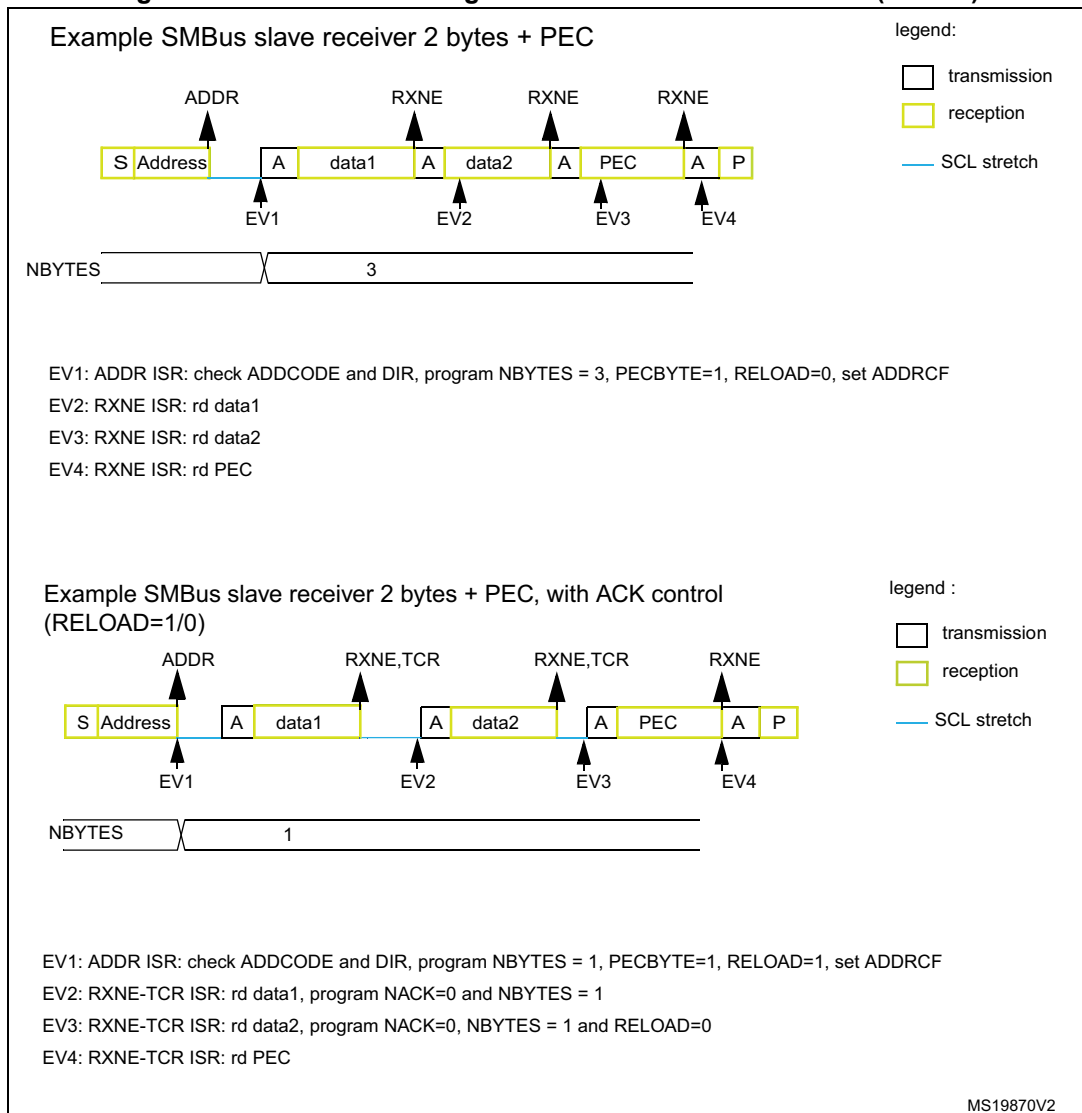 Example SMBus slave receiver 2 bytes + PEC
legend:
transmission
reception
SCL stretch
ADDR RXNE RXNE RXNE
S Address A data1 A data2 A PEC A P
EV1 EV2 EV3 EV4
NBYTES 3
EV1: ADDR ISR: check ADDCODE and DIR, program NBYTES = 3, PECBYTE=1, RELOAD=0, set ADDRCF
EV2: RXNE ISR: rd data1
EV3: RXNE ISR: rd data2
EV4: RXNE ISR: rd PEC
Example SMBus slave receiver 2 bytes + PEC, with ACK control
(RELOAD=1/0)
legend :
transmission
reception
SCL stretch
ADDR RXNE,TCR RXNE,TCR RXNE
S Address A data1 A data2 A PEC A P
EV1 EV2 EV3 EV4
NBYTES 1
EV1: ADDR ISR: check ADDCODE and DIR, program NBYTES = 1, PECBYTE=1, RELOAD=1, set ADDRCF
EV2: RXNE-TCR ISR: rd data1, program NACK=0 and NBYTES = 1
EV3: RXNE-TCR ISR: rd data2, program NACK=0, NBYTES = 1 and RELOAD=0
EV4: RXNE-TCR ISR: rd PEC
MS19870V2